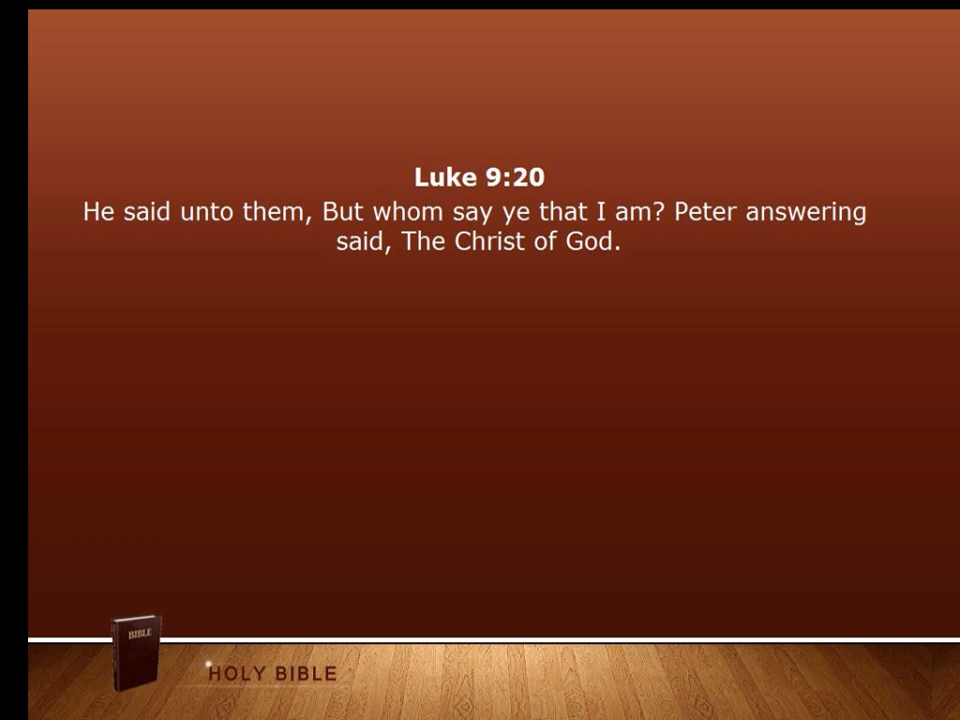 Luke 9:20
He said unto them, But whom say ye that I am? Peter answering
said, The Christ of God.
BIBLE
HOLY BIBLE